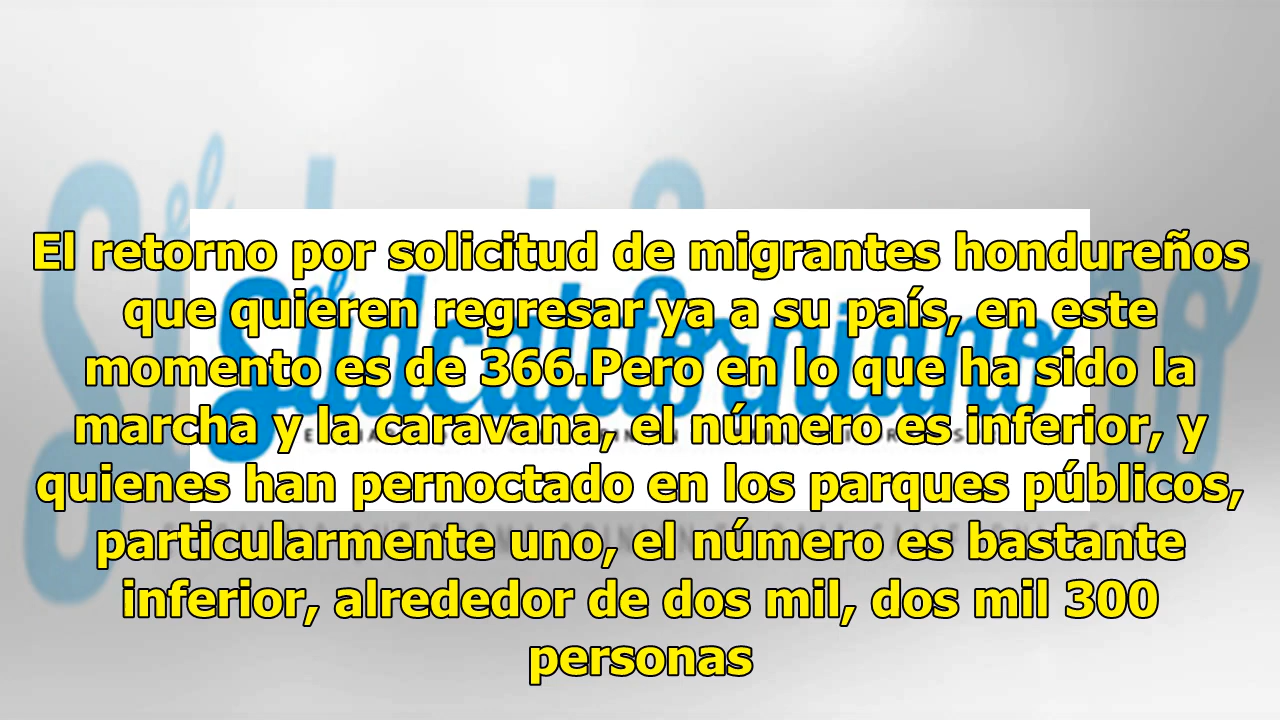 El retorno por solicitud de migrantes hondureños
que quieren regresar ya a su país, en este
momento es de 366.Pero en lo que ha sido la
marcha y la caravana, el número es inferior, y
quienes han pernoctado en los parques públicos,
particularmente uno, el número es bastante
inferior, alrededor de dos mil, dos mil 300
personas
el Sudcaliforniano